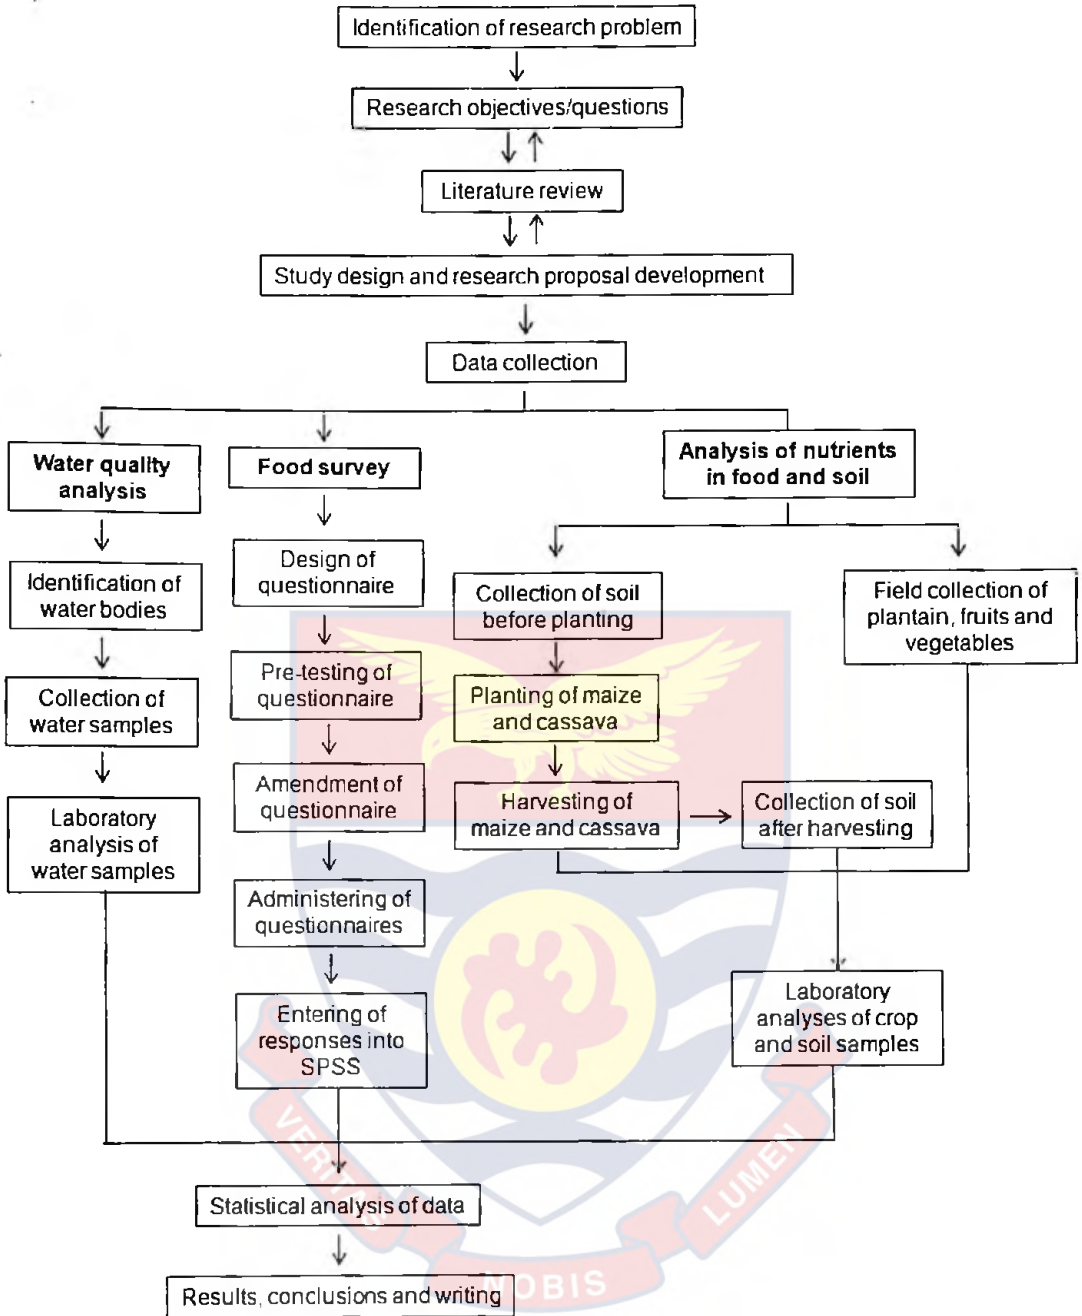 Identification of research problem
Research objectives/questions
Literature review
Study design and research proposal development
Data collection
Water quality
analysis
Identification of
water bodies
Collection of
water samples
Laboratory
analysis of
water samples
Food survey
Design of
questionnaire
Pre-testing of
questionnaire
Amendment of
questionnaire
Administering of
questionnaires
Entering of
responses into
SPSS
Analysis of nutrients
in food and soil
Collection of soil
before planting
Planting of maize
and cassava
Harvesting of
maize and cassava
Collection of soil
after harvesting
Field collection of
plantain, fruits and
vegetables
Laboratory
analyses of crop
and soil samples
Statistical analysis of data
Results, conclusions and writing
VERITAS
NOBIS
LUMEN